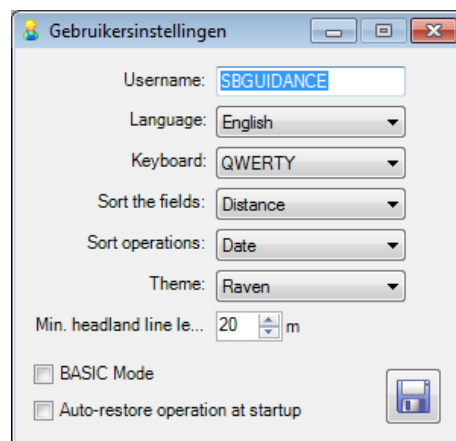 Gebruikersinstellingen
Username: SBGUIDANCE
Language: English
Keyboard: QWERTY
Sort the fields: Distance
Sort operations: Date
Theme: Raven
Min. headland line le... 20 m
BASIC Mode
Auto-restore operation at startup